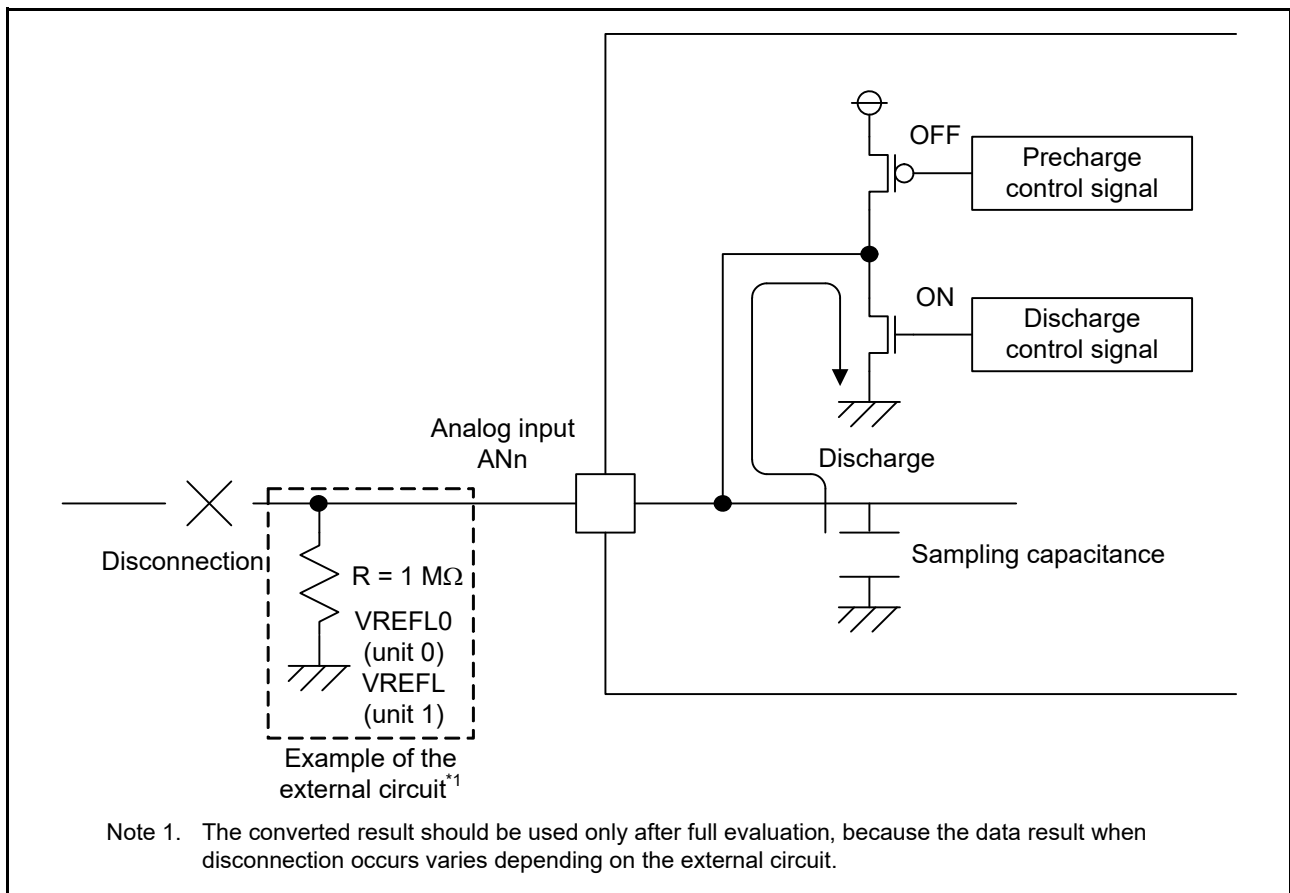 OFF
Precharge
control signal
ON
Discharge
control signal
Analog input
ANn
Discharge
Disconnection
Sampling capacitance
R = 1 MΩ
VREFL0
(unit 0)
VREFL
(unit 1)
Example of the
external circuit*1
Note 1. The converted result should be used only after full evaluation, because the data result when
disconnection occurs varies depending on the external circuit.